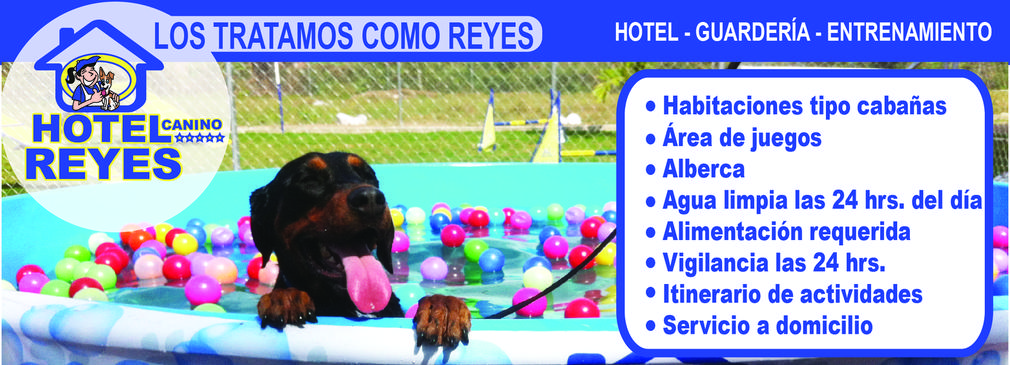 LOS TRATAMOS COMO REYES
HOTEL - GUARDERÍA - ENTRENAMIENTO
HOTEL CANINO
REYES
• Habitaciones tipo cabañas
• Área de juegos
• Alberca
• Agua limpia las 24 hrs. del día
• Alimentación requerida
• Vigilancia las 24 hrs.
• Itinerario de actividades
• Servicio a domicilio